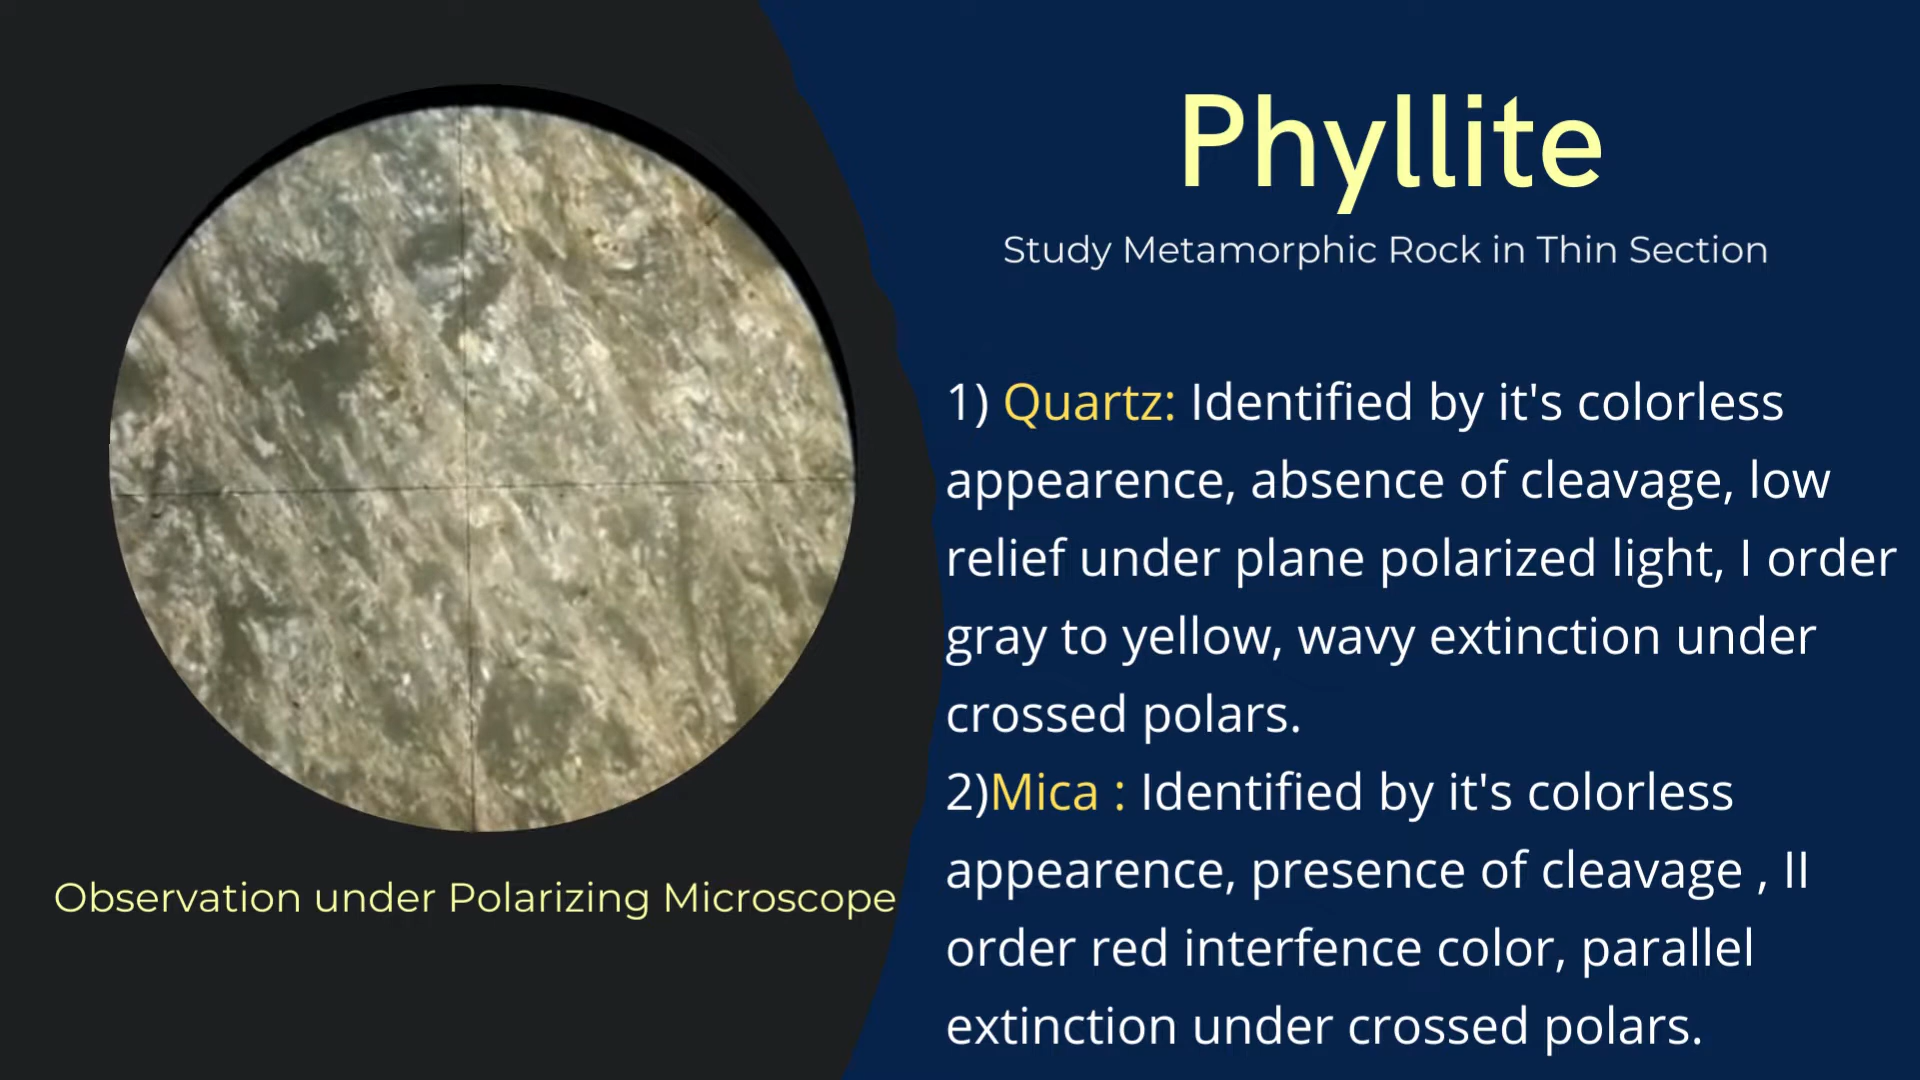 Phyllite
Study Metamorphic Rock in Thin Section
1) Quartz: Identified by it's colorless
appearence, absence of cleavage, low
relief under plane polarized light, I order
gray to yellow, wavy extinction under
crossed polars.
2)Mica : Identified by it's colorless
appearence, presence of cleavage , II
order red interfence color, parallel
extinction under crossed polars.
Observation under Polarizing Microscope